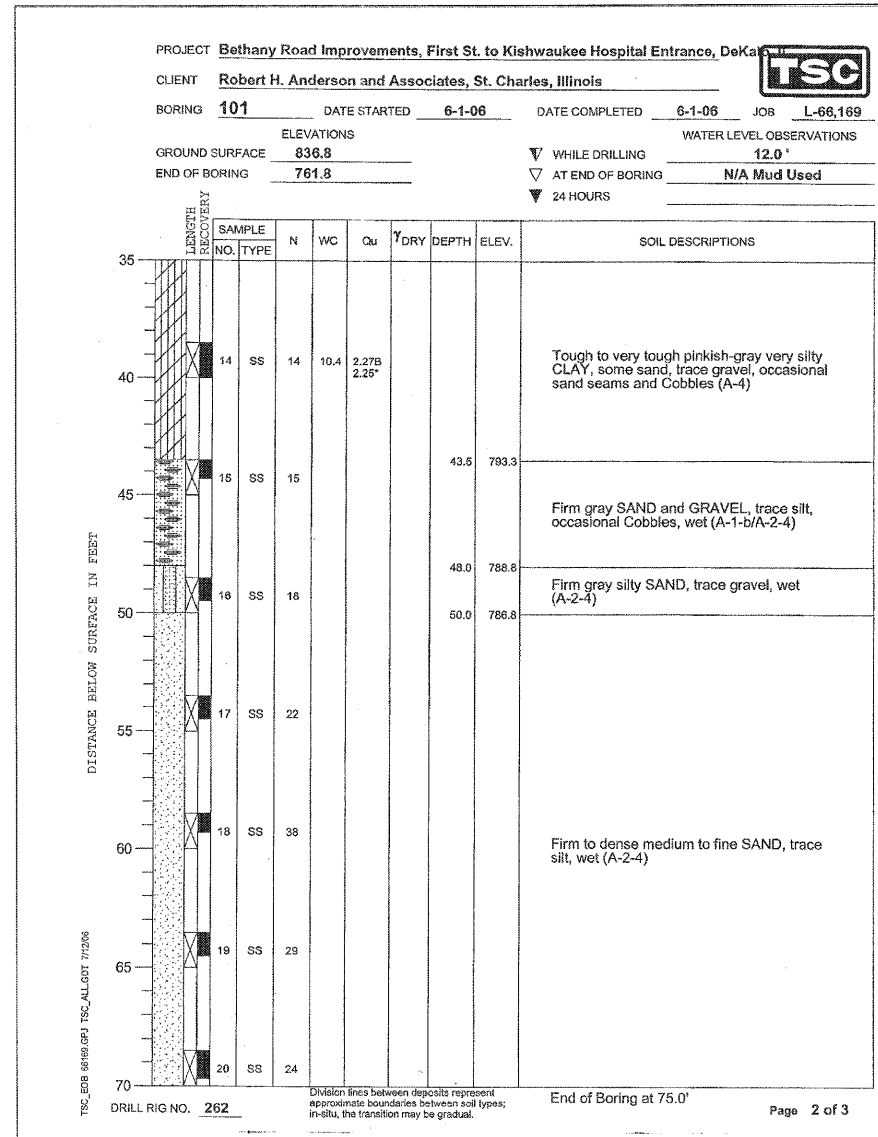 PROJECT Bethany Road Improvements, First St. to Kishwaukee Hospital Entrance, DeKalb, Il
TSC
CLIENT Robert H. Anderson and Associates, St. Charles, Illinois
BORING 101 DATE STARTED 6-1-06 DATE COMPLETED 6-1-06 JOB L-66,169
ELEVATIONS WATER LEVEL OBSERVATIONS
GROUND SURFACE 836.8 WHILE DRILLING 12.0 '
END OF BORING 761.8 AT END OF BORING N/A Mud Used
24 HOURS
LENGTH RECOVERY SAMPLE NO. TYPE N WC Qu γDRY DEPTH ELEV. SOIL DESCRIPTIONS
35
14 SS 14 10.4 2.27B Tough to very tough pinkish-gray very silty
2.25* CLAY, some sand, trace gravel, occasional
40 sand seams and Cobbles (A-4)
43.5 793.3
15 SS 15
45
Firm gray SAND and GRAVEL, trace silt,
occasional Cobbles, wet (A-1-b/A-2-4)
48.0 788.8
16 SS 18 Firm gray silty SAND, trace gravel, wet
(A-2-4)
50 50.0 786.8
17 SS 22
55
18 SS 38
60 Firm to dense medium to fine SAND, trace
silt, wet (A-2-4)
19 SS 29
65
20 SS 24
70
DISTANCE BELOW SURFACE IN FEET
TSC_EOB 66169.GPJ TSC_ALL.GDT 7/12/06
DRILL RIG NO. 262
Division lines between deposits represent
approximate boundaries between soil types;
in-situ, the transition may be gradual.
End of Boring at 75.0'
Page 2 of 3